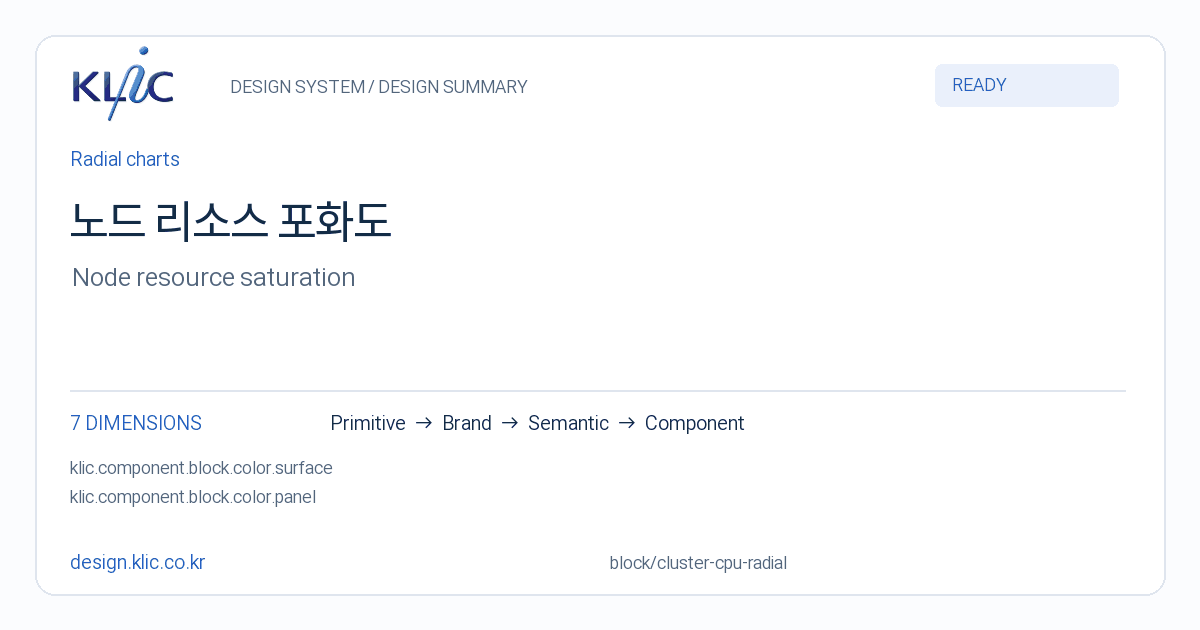 KLiC
DESIGN SYSTEM / DESIGN SUMMARY
READY
Radial charts
노드 리소스 포화도
Node resource saturation
7 DIMENSIONS
Primitive → Brand → Semantic → Component
klic.component.block.color.surface
klic.component.block.color.panel
design.klic.co.kr
block/cluster-cpu-radial